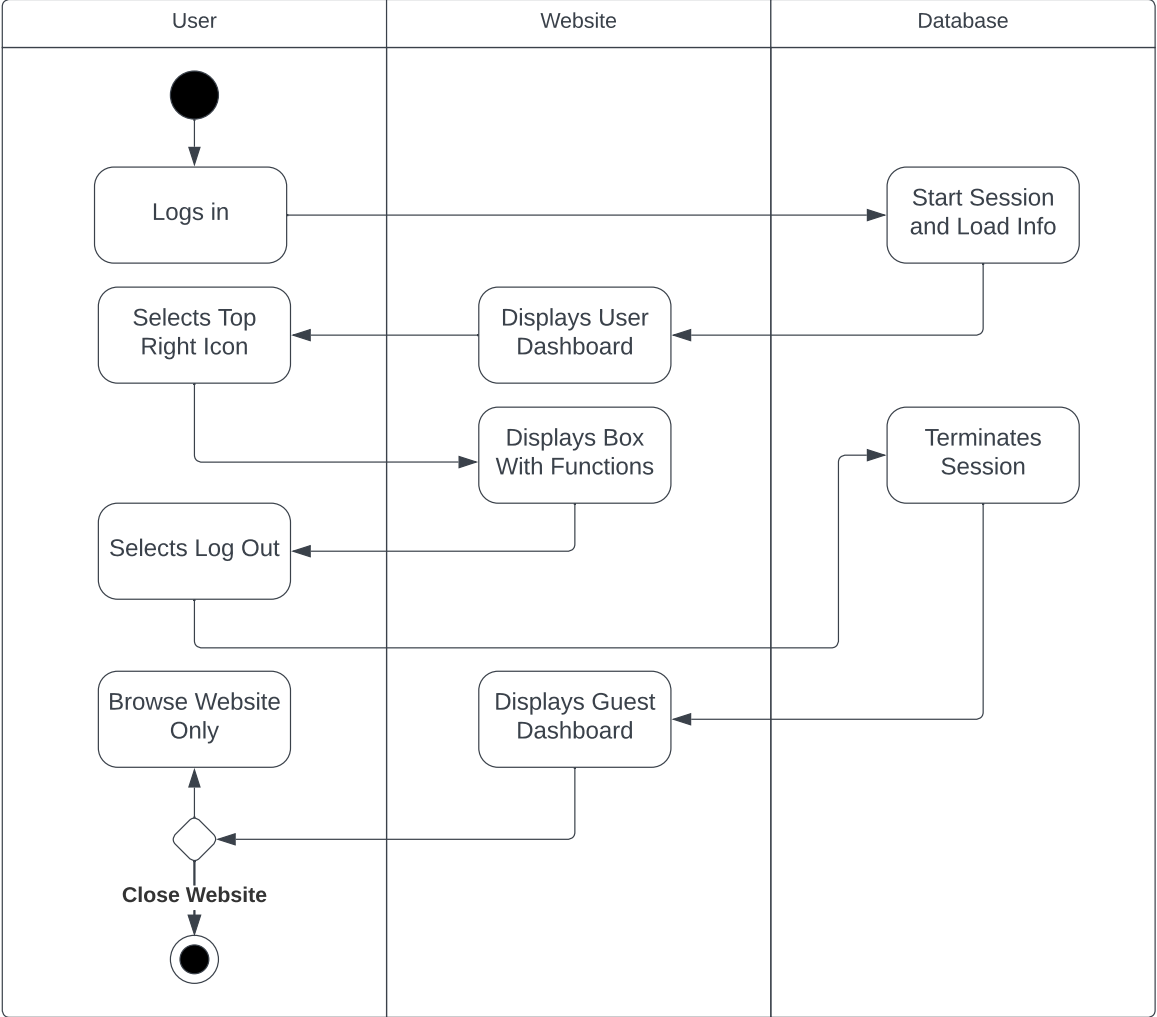 User
Website
Database
Logs in
Start Session
and Load Info
Selects Top
Right Icon
Displays User
Dashboard
Displays Box
With Functions
Terminates
Session
Selects Log Out
Browse Website
Only
Displays Guest
Dashboard
Close Website